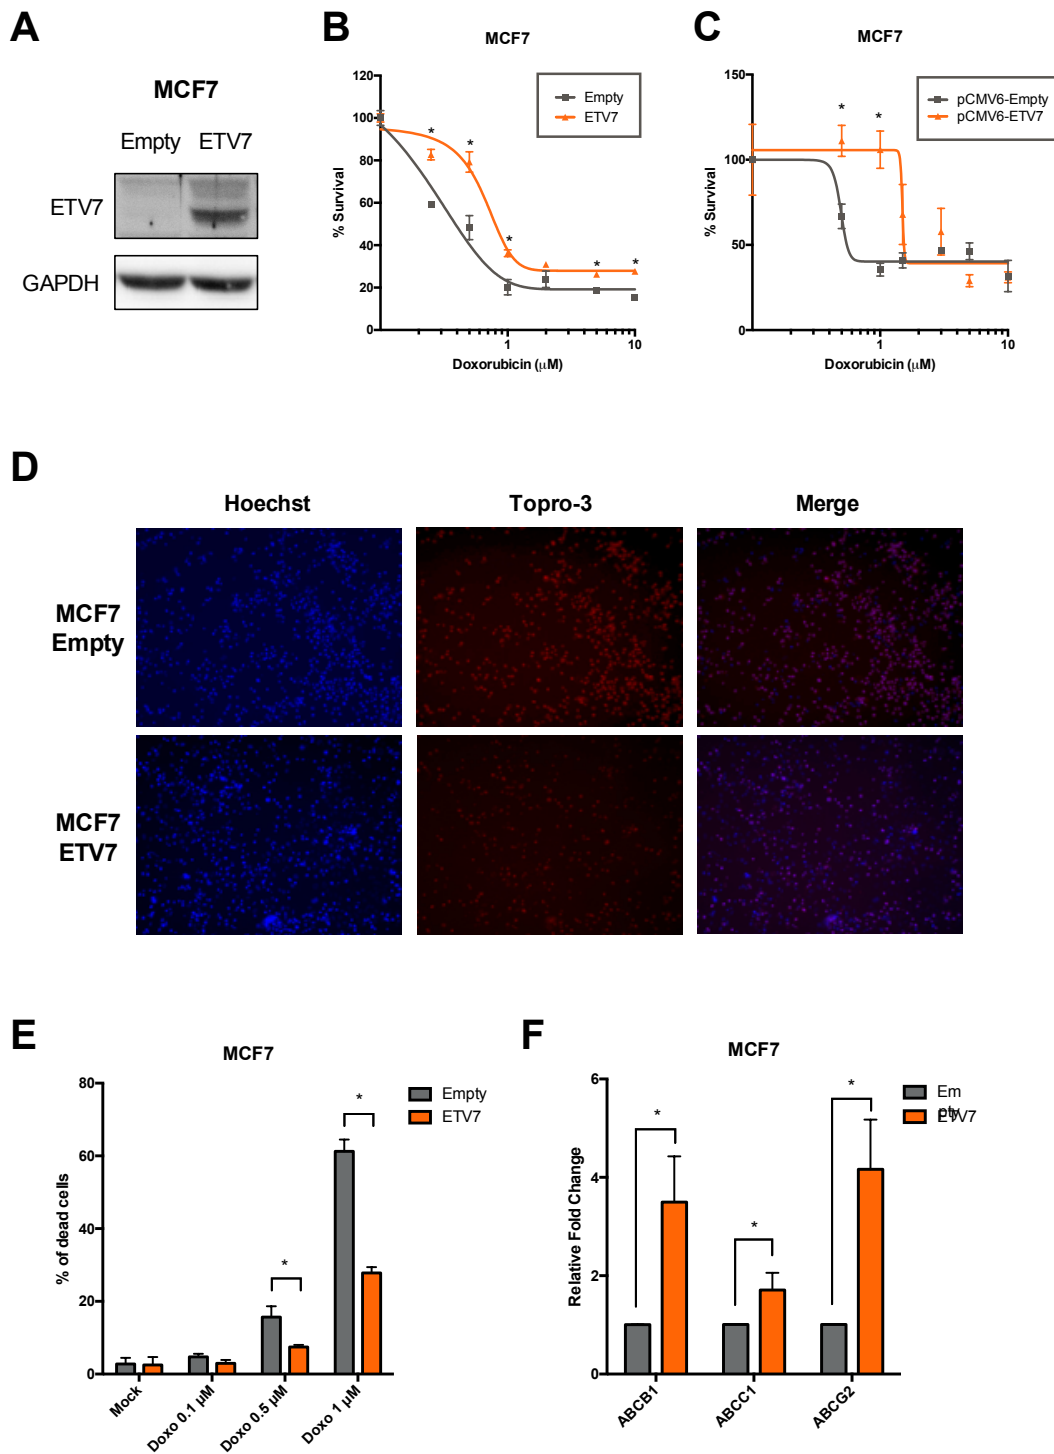 A
MCF7
Empty ETV7
ETV7
GAPDH
B
MCF7
120
100
80
60
40
20
0
% Survival
1
10
Doxorubicin (μM)
Empty
ETV7
*
*
*
*
*
C
MCF7
150
100
50
0
% Survival
1
10
Doxorubicin (μM)
pCMV6-Empty
pCMV6-ETV7
*
*
D
Hoechst Topro-3 Merge
MCF7
Empty
MCF7
ETV7
E
MCF7
80
60
40
20
0
% of dead cells
Empty
ETV7
*
*
Mock
Doxo 0.1 μM
Doxo 0.5 μM
Doxo 1 μM
F
MCF7
6
4
2
0
Relative Fold Change
Em
pty
ETV7
*
*
*
ABCB1
ABCC1
ABCG2